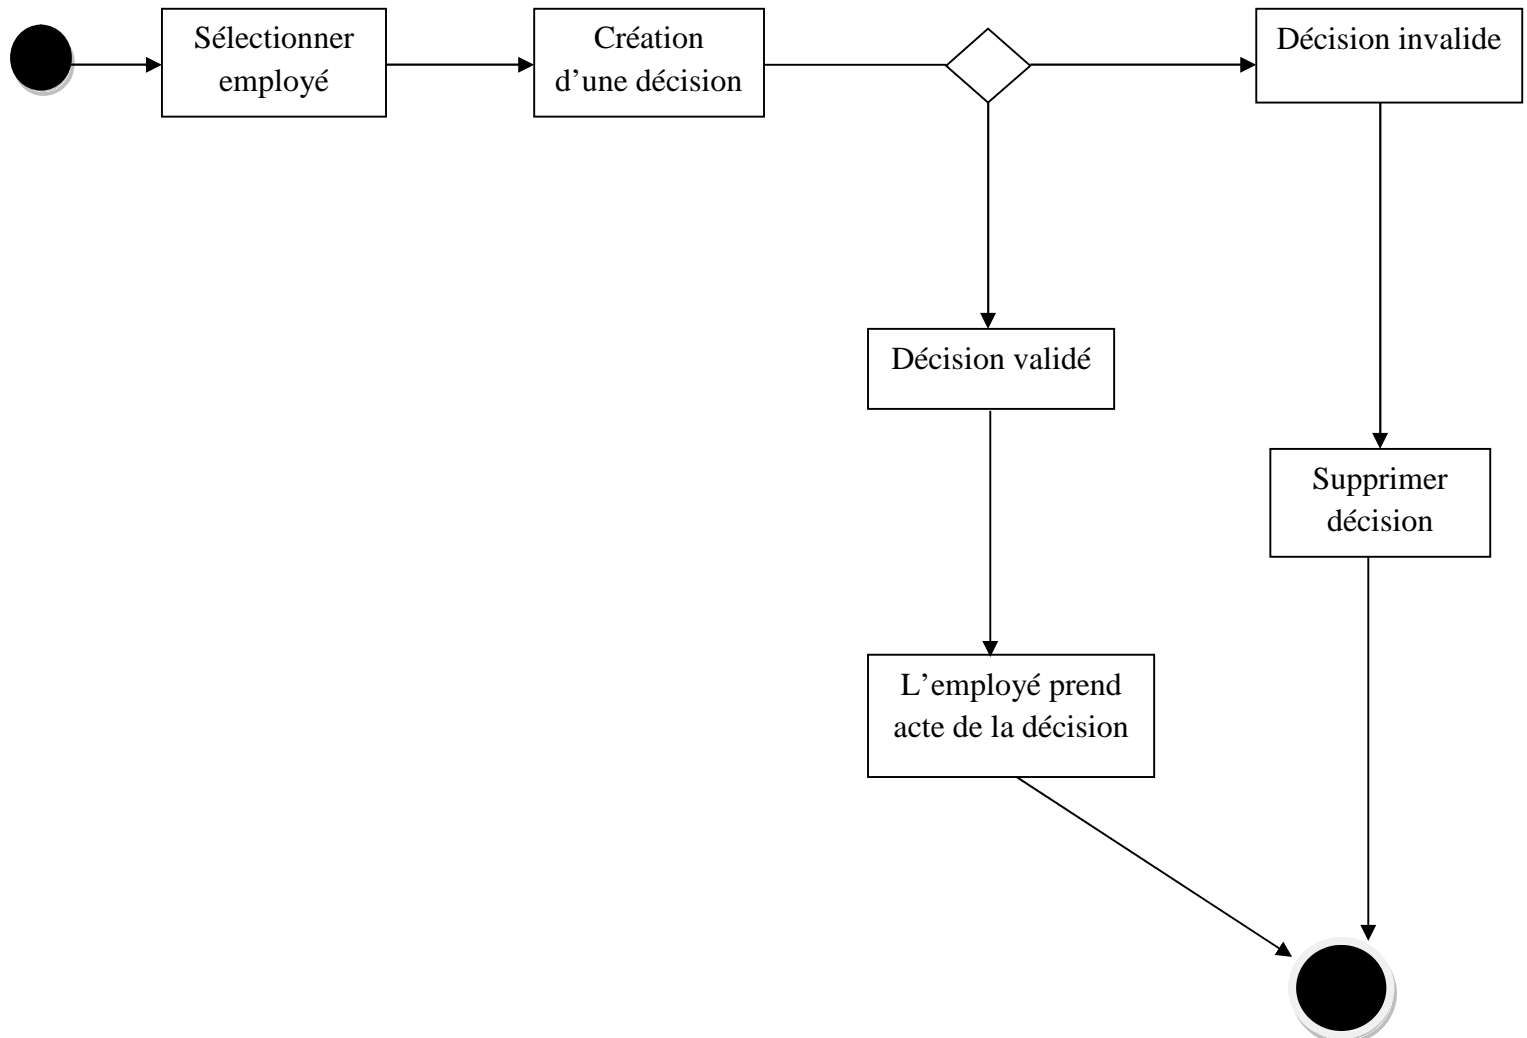 Sélectionner
employé
Création
d’une décision
Décision invalide
Décision validé
Supprimer
décision
L’employé prend
acte de la décision